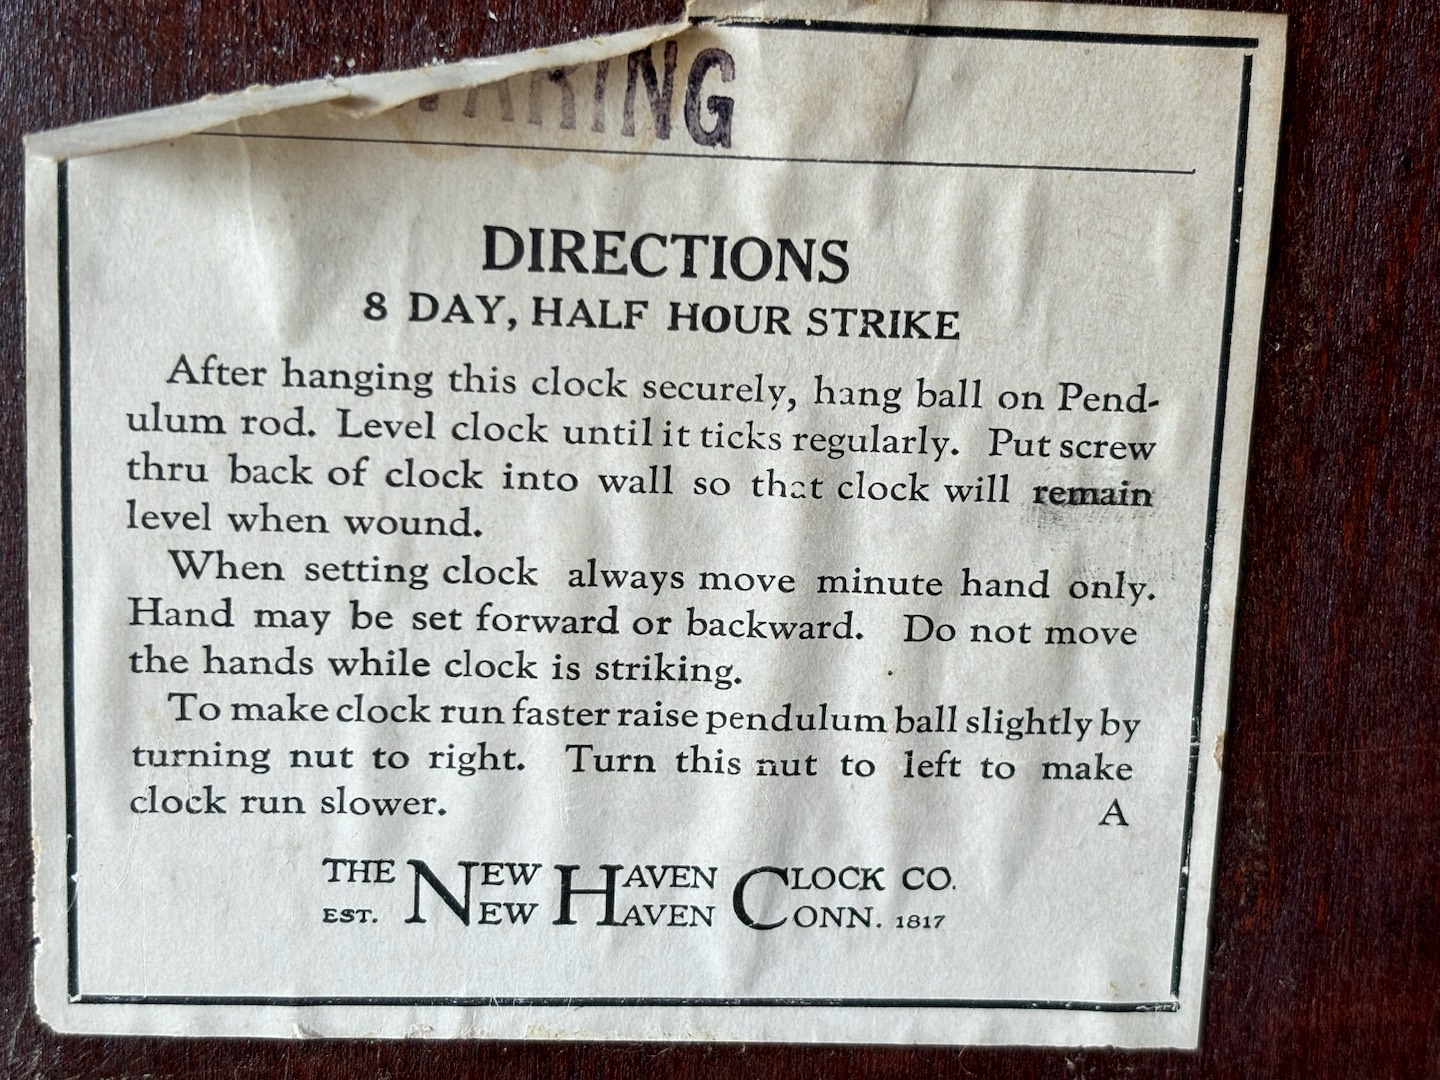 DIRECTIONS
8 DAY, HALF HOUR STRIKE
After hanging this clock securely, hang ball on Pend-
ulum rod. Level clock until it ticks regularly. Put screw
thru back of clock into wall so that clock will remain
level when wound.
When setting clock always move minute hand only.
Hand may be set forward or backward. Do not move
the hands while clock is striking.
To make clock run faster raise pendulum ball slightly by
turning nut to right. Turn this nut to left to make
clock run slower. A
THE NEW HAVEN CLOCK CO.
EST. NEW HAVEN CONN. 1817